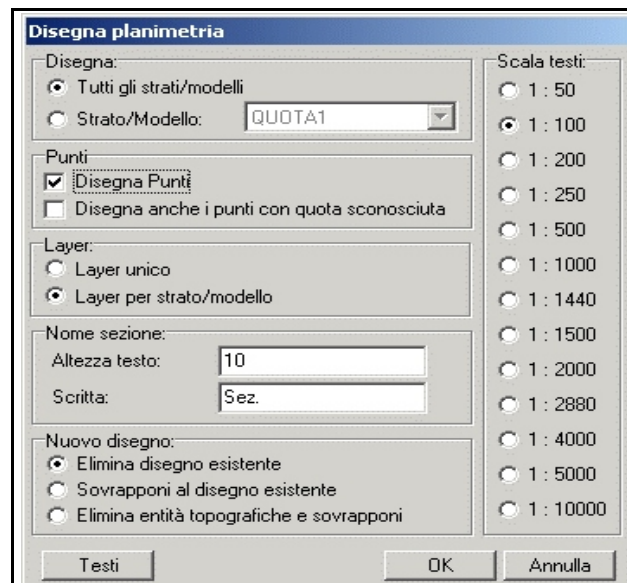 Disegna planimetria
Disegna:
Tutti gli strati/modelli
Strato/Modello:
QUOTA1
Punti
Disegna Punti
Disegna anche i punti con quota sconosciuta
Layer:
Layer unico
Layer per strato/modello
Nome sezione:
Altezza testo:
10
Scritta:
Sez.
Nuovo disegno:
Elimina disegno esistente
Sovrapponi al disegno esistente
Elimina entità topografiche e sovrapponi
Scala testi:
1 : 50
1 : 100
1 : 200
1 : 250
1 : 500
1 : 1000
1 : 1440
1 : 1500
1 : 2000
1 : 2880
1 : 4000
1 : 5000
1 : 10000
Testi
OK
Annulla